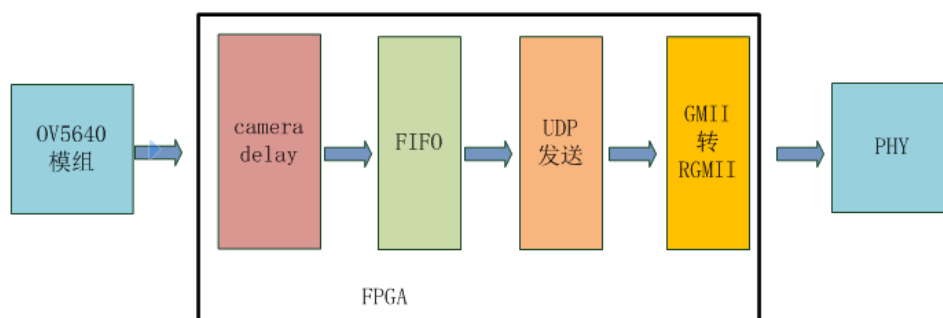 OV5640
模组
camera
delay
FIFO
UDP
发送
GMII
转
RGMII
PHY
FPGA